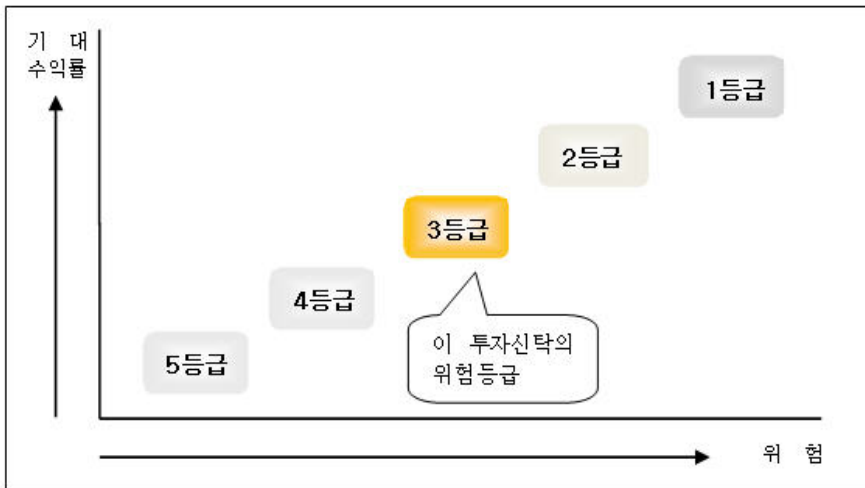 기 대
수익률
1등급
2등급
3등급
4등급
이 투자신탁의
위험등급
5등급
위 험